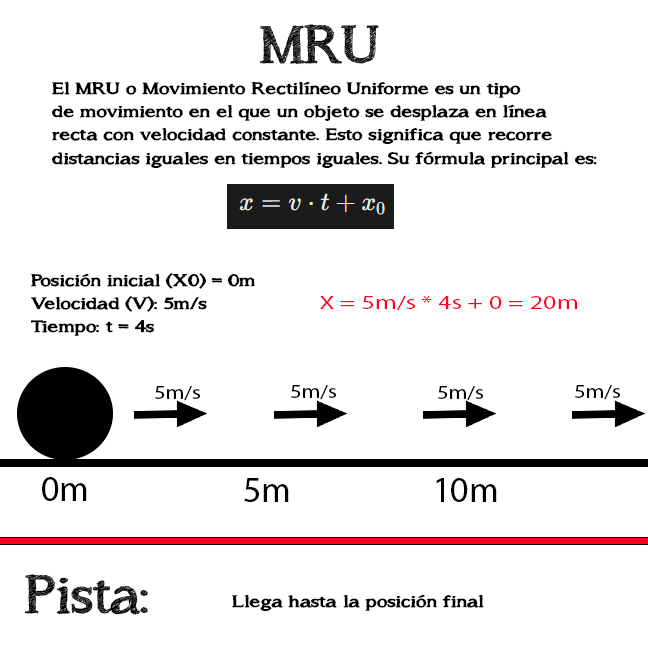 MRU
El MRU o Movimiento Rectilíneo Uniforme es un tipo
de movimiento en el que un objeto se desplaza en línea
recta con velocidad constante. Esto significa que recorre
distancias iguales en tiempos iguales. Su fórmula principal es:
x = v · t + x₀
Posición inicial (X0) = 0m
Velocidad (V): 5m/s
Tiempo: t = 4s
X = 5m/s * 4s + 0 = 20m
5m/s 5m/s 5m/s 5m/s
0m 5m 10m
Pista:
Llega hasta la posición final